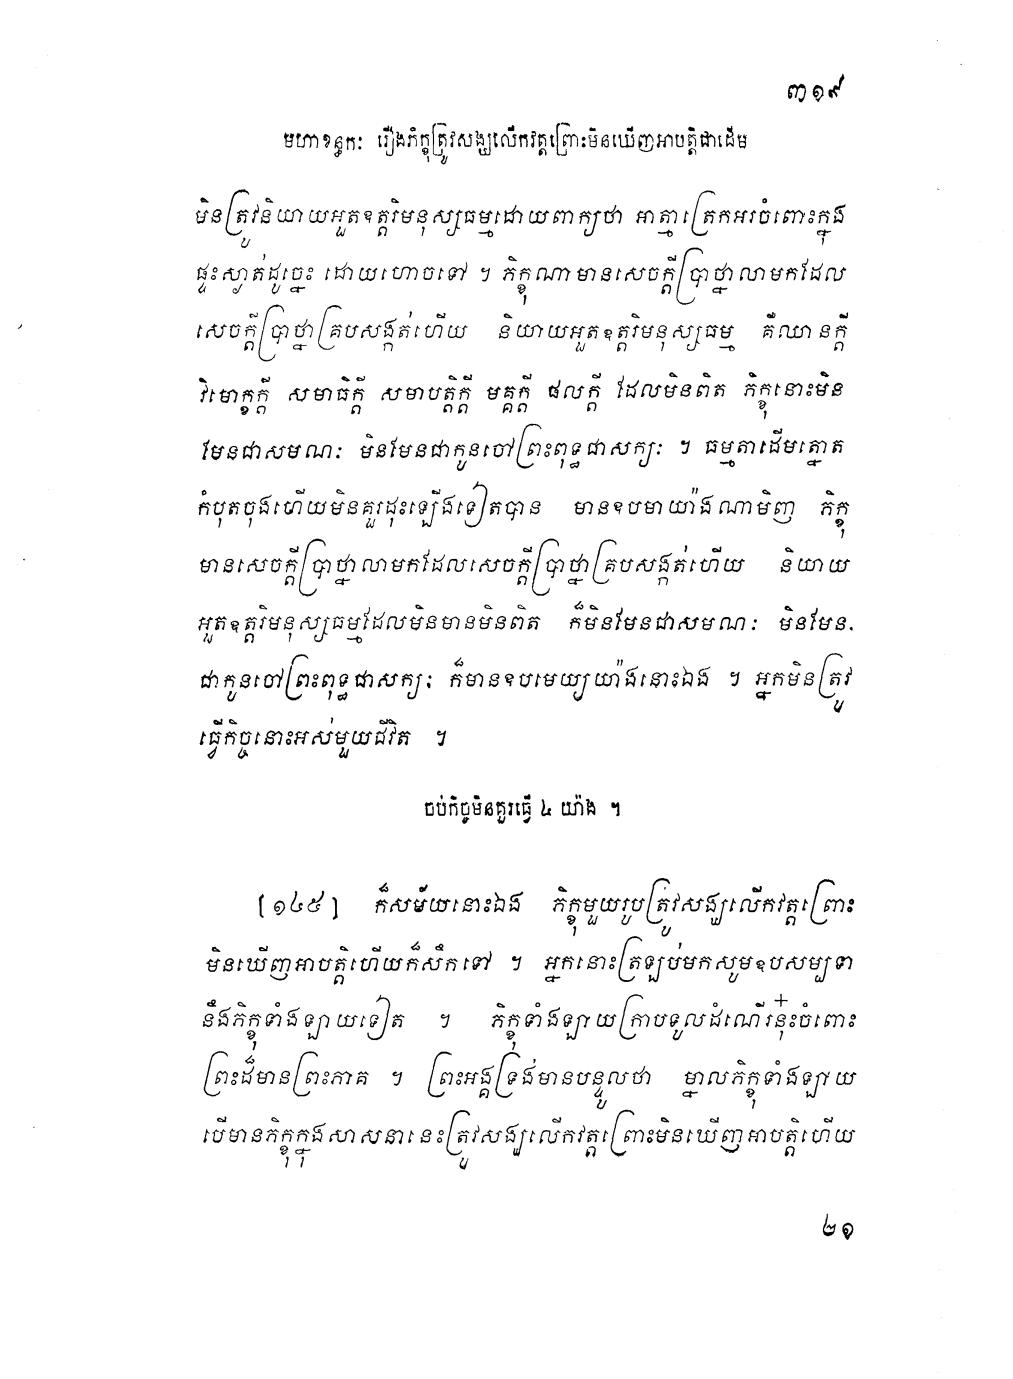 ៣១៩
មហាខន្ធកៈ រឿងភិក្ខុត្រូវសង្ឃលើកវត្តព្រោះមិនឃើញអាបត្តិជាដើម
មិនត្រូវនិយាយអួតឧត្តរិមនុស្សធម្មដោយពាក្យថា អាត្មាត្រេកអរចំពោះក្នុង
ផ្ទះស្ងាត់ដូច្នេះ ដោយហោចទៅ ។ ភិក្ខុណាមានសេចក្តីប្រាថ្នាលាមកដែល
សេចក្តីប្រាថ្នាគ្របសង្កត់ហើយ និយាយអួតឧត្តរិមនុស្សធម្ម គឺឈានក្តី
វិមោក្ខក្តី សមាធិក្តី សមាបត្តិក្តី មគ្គក្តី ផលក្តី ដែលមិនពិត ភិក្ខុនោះមិន
មែនជាសមណៈ មិនមែនជាកូនចៅព្រះពុទ្ធជាសក្យៈ ។ ធម្មតាដើមត្នោត
កំបុតចុងហើយមិនគួរដុះឡើងទៀតបាន មានឧបមាយ៉ាងណាមិញ ភិក្ខុ
មានសេចក្តីប្រាថ្នាលាមកដែលសេចក្តីប្រាថ្នាគ្របសង្កត់ហើយ និយាយ
អួតឧត្តរិមនុស្សធម្មដែលមិនមានមិនពិត ក៏មិនមែនជាសមណៈ មិនមែន
ជាកូនចៅព្រះពុទ្ធជាសក្យៈ ក៏មានឧបមេយ្យយ៉ាងនោះឯង ។ អ្នកមិនត្រូវ
ធ្វើកិច្ចនោះអស់មួយជីវិត ។
ចប់កិច្ចមិនគួរធ្វើ ៤ យ៉ាង ។
[១៤៥] ក៏សម័យនោះឯង ភិក្ខុមួយរូបត្រូវសង្ឃលើកវត្តព្រោះ
មិនឃើញអាបត្តិហើយក៏សឹកទៅ ។ អ្នកនោះត្រឡប់មកសូមឧបសម្បទា
នឹងភិក្ខុទាំងឡាយទៀត ។ ភិក្ខុទាំងឡាយក្រាបទូលដំណើរនុ៎ះចំពោះ
ព្រះដ៏មានព្រះភាគ ។ ព្រះអង្គទ្រង់មានបន្ទូលថា ម្នាលភិក្ខុទាំងឡាយ
បើមានភិក្ខុក្នុងសាសនានេះត្រូវសង្ឃលើកវត្តព្រោះមិនឃើញអាបត្តិហើយ
២១